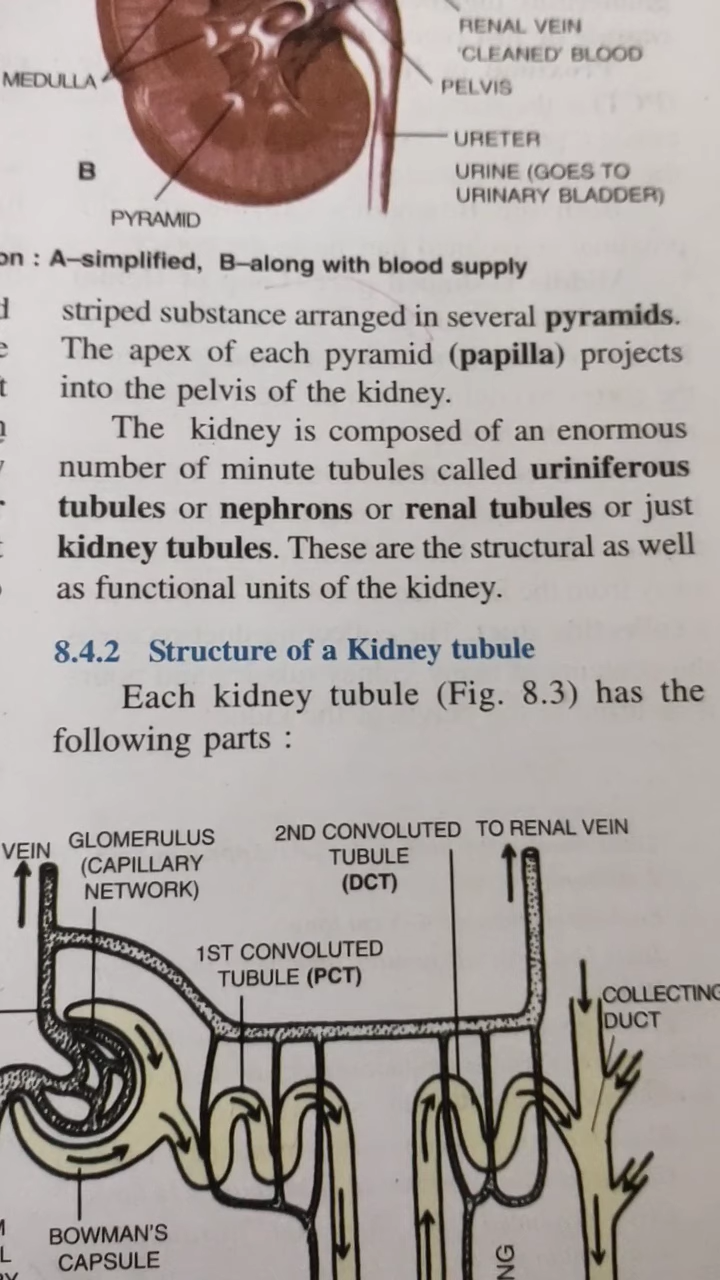 RENAL VEIN
'CLEANED' BLOOD
MEDULLA
PELVIS
URETER
B
URINE (GOES TO
URINARY BLADDER)
PYRAMID
on : A–simplified, B–along with blood supply
striped substance arranged in several pyramids.
The apex of each pyramid (papilla) projects
into the pelvis of the kidney.
The kidney is composed of an enormous
number of minute tubules called uriniferous
tubules or nephrons or renal tubules or just
kidney tubules. These are the structural as well
as functional units of the kidney.
8.4.2 Structure of a Kidney tubule
Each kidney tubule (Fig. 8.3) has the
following parts :
VEIN
GLOMERULUS
(CAPILLARY
NETWORK)
2ND CONVOLUTED
TUBULE
(DCT)
TO RENAL VEIN
1ST CONVOLUTED
TUBULE (PCT)
COLLECTING
DUCT
BOWMAN'S
CAPSULE
NG